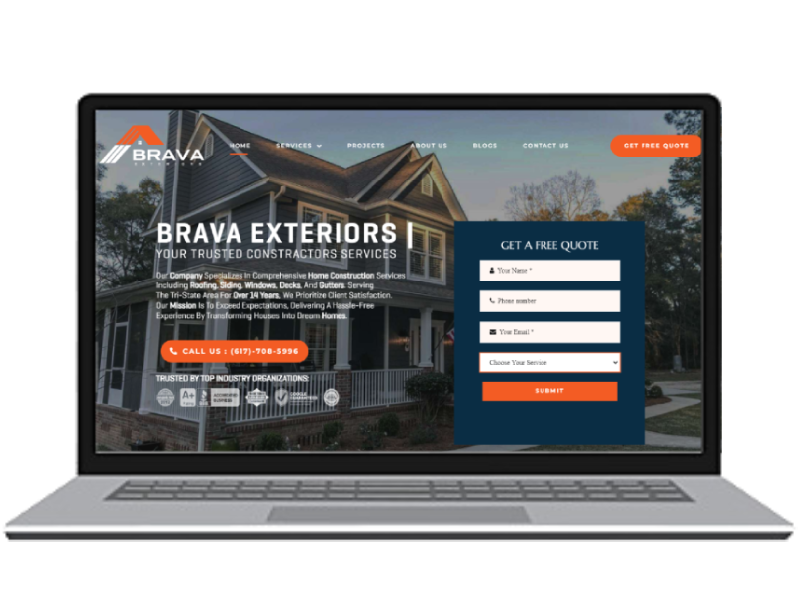 BRAVA
EXTERIORS
HOME
SERVICES
PROJECTS
ABOUT US
BLOGS
CONTACT US
GET FREE QUOTE
BRAVA EXTERIORS |
YOUR TRUSTED CONSTRACTORS SERVICES
Our Company Specializes In Comprehensive Home Construction Services
Including Roofing, Siding, Windows, Decks, And Gutters. Serving
The Tri-State Area For Over 14 Years, We Prioritize Client Satisfaction.
Our Mission Is To Exceed Expectations, Delivering A Hassle-Free
Experience By Transforming Houses Into Dream Homes.
CALL US : (617)-708-5996
TRUSTED BY TOP INDUSTRY ORGANIZATIONS:
A+
ACCREDITED
BUSINESS
GOOGLE
GUARANTEED
GET A FREE QUOTE
Your Name *
Phone number
Your Email *
Choose Your Service
SUBMIT